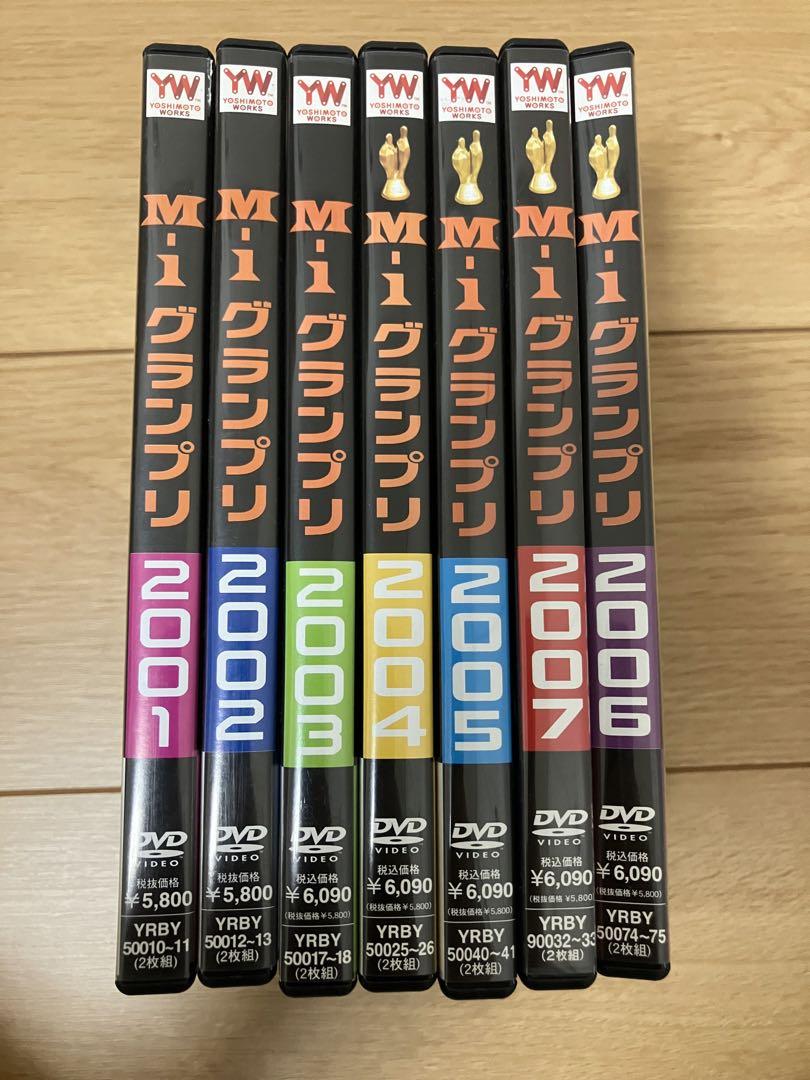 YW™
YOSHIMOTO
WORKS
M-1
グランプリ
2001
DVD
VIDEO
税抜価格
¥5,800
YRBY
50010~11
(2枚組)
YW™
YOSHIMOTO
WORKS
M-1
グランプリ
2002
DVD
VIDEO
税抜価格
¥5,800
YRBY
50012~13
(2枚組)
YW™
YOSHIMOTO
WORKS
M-1
グランプリ
2003
DVD
VIDEO
税込価格
¥6,090
(税抜価格¥5,800)
YRBY
50017~18
(2枚組)
YW™
YOSHIMOTO
WORKS
M-1
グランプリ
2004
DVD
VIDEO
税込価格
¥6,090
(税抜価格¥5,800)
YRBY
50025~26
(2枚組)
YW™
YOSHIMOTO
WORKS
M-1
グランプリ
2005
DVD
VIDEO
税込価格
¥6,090
(税抜価格¥5,800)
YRBY
50040~41
(2枚組)
YW™
YOSHIMOTO
WORKS
M-1
グランプリ
2007
DVD
VIDEO
税込価格
¥6,090
(税抜価格¥5,800)
YRBY
90032~33
(2枚組)
YW™
YOSHIMOTO
WORKS
M-1
グランプリ
2006
DVD
VIDEO
税込価格
¥6,090
(税抜価格¥5,800)
YRBY
50074~75
(2枚組)